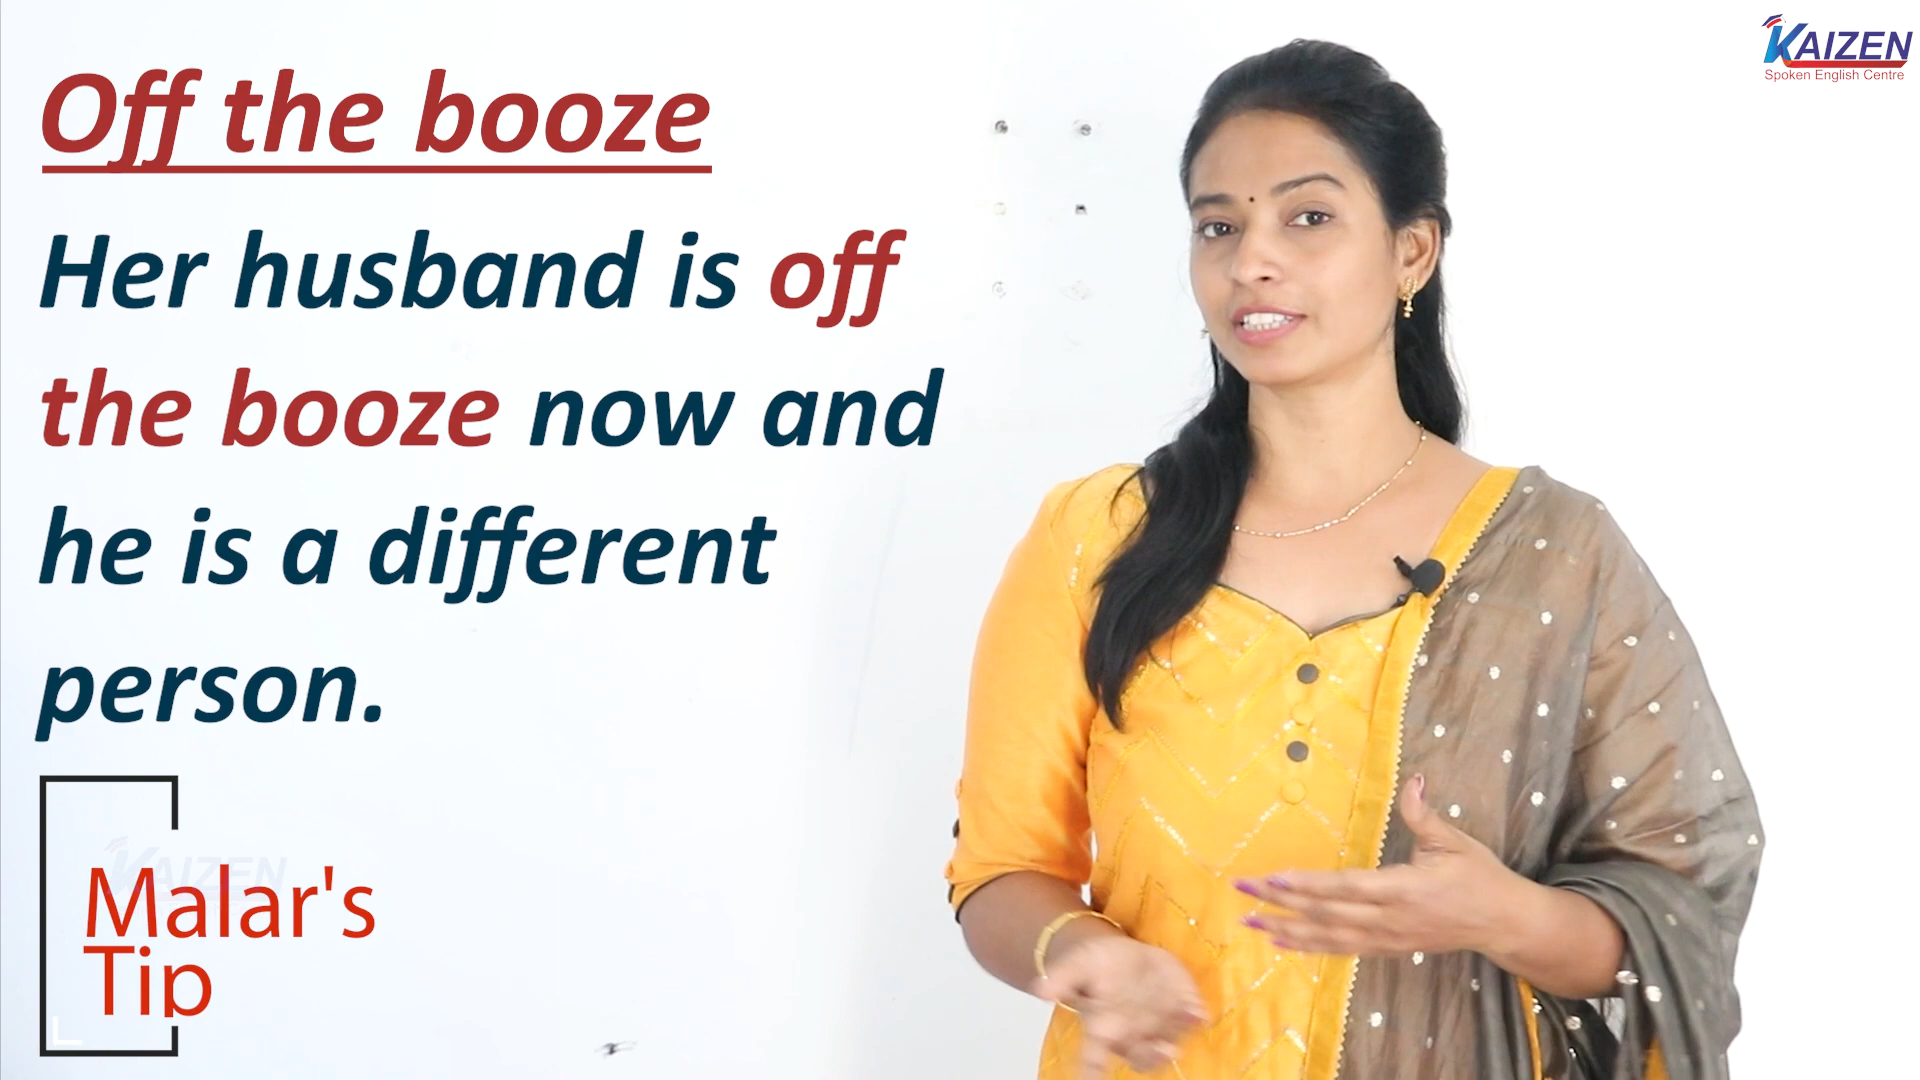 Off the booze
Her husband is off
the booze now and
he is a different
person.
Malar's
Tip
KAIZEN
Spoken English Centre
KAIZEN